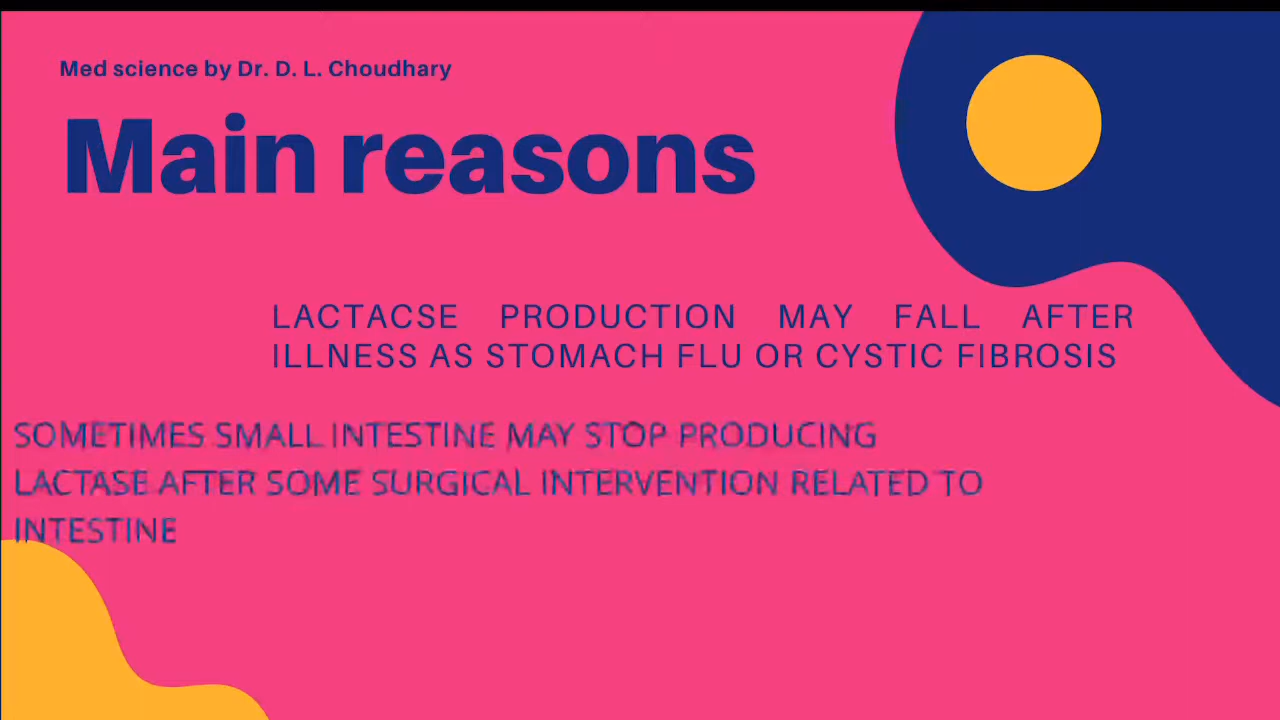 Med science by Dr. D. L. Choudhary
Main reasons
LACTACSE PRODUCTION MAY FALL AFTER
ILLNESS AS STOMACH FLU OR CYSTIC FIBROSIS
SOMETIMES SMALL INTESTINE MAY STOP PRODUCING
LACTASE AFTER SOME SURGICAL INTERVENTION RELATED TO
INTESTINE